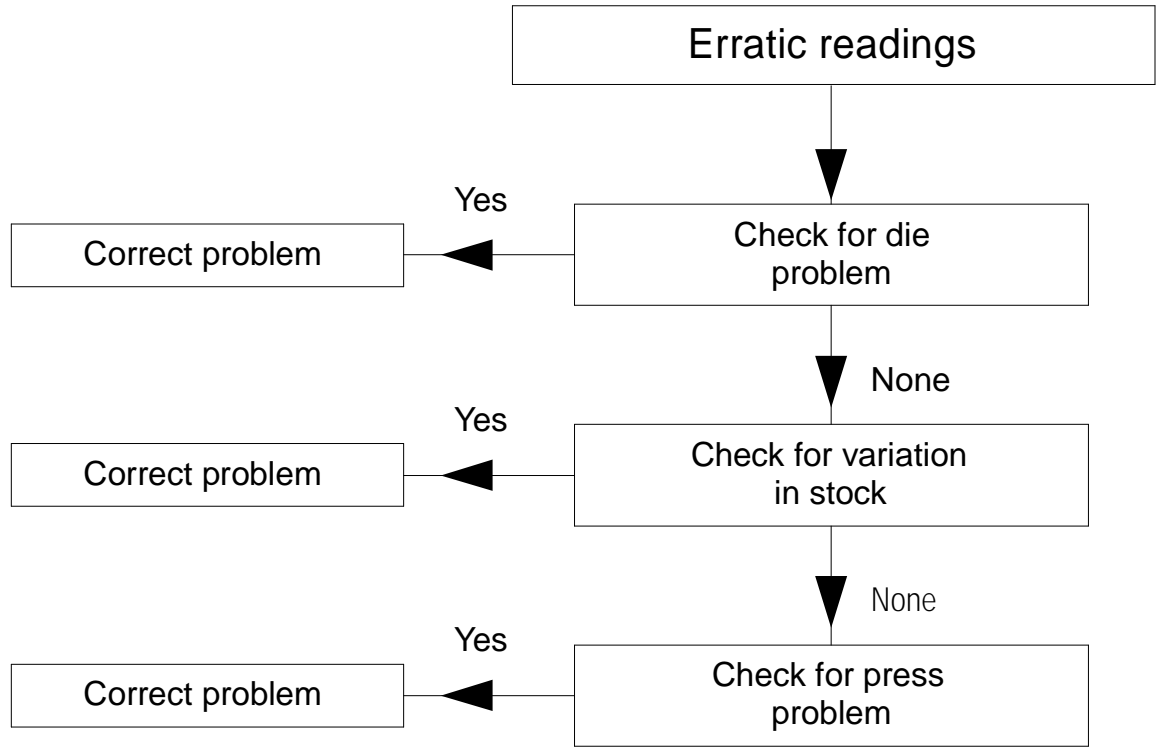 Erratic readings
Yes
Correct problem
Check for die
problem
None
Yes
Correct problem
Check for variation
in stock
None
Yes
Correct problem
Check for press
problem